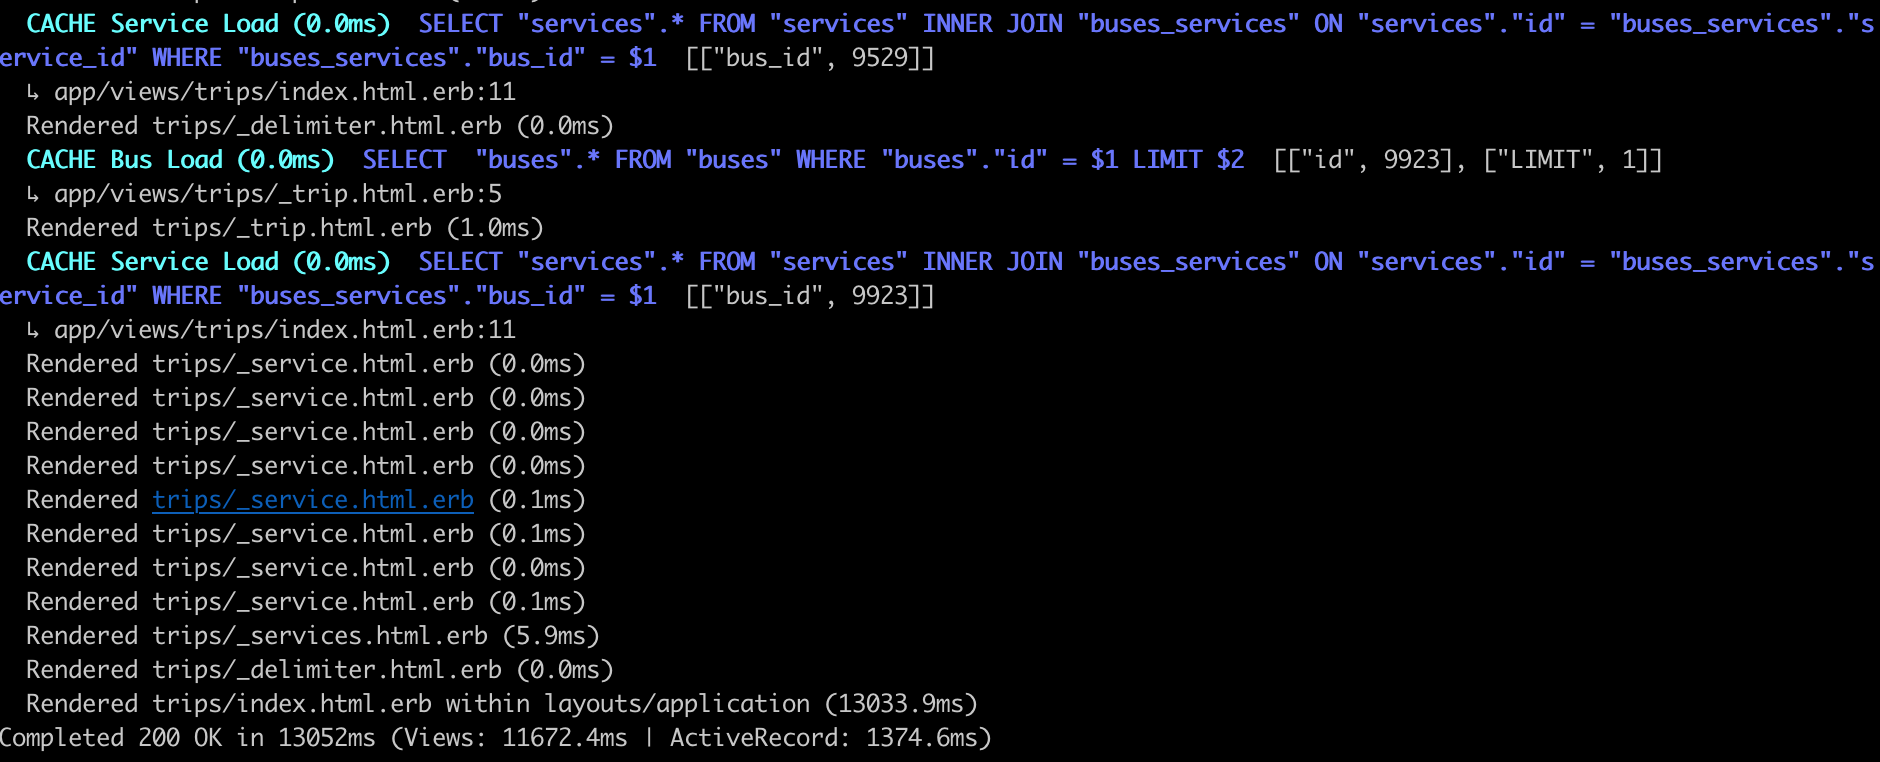 CACHE Service Load (0.0ms)  SELECT "services".* FROM "services" INNER JOIN "buses_services" ON "services"."id" = "buses_services"."s
ervice_id" WHERE "buses_services"."bus_id" = $1  [["bus_id", 9529]]
↳ app/views/trips/index.html.erb:11
Rendered trips/_delimiter.html.erb (0.0ms)
CACHE Bus Load (0.0ms)  SELECT  "buses".* FROM "buses" WHERE "buses"."id" = $1 LIMIT $2  [["id", 9923], ["LIMIT", 1]]
↳ app/views/trips/_trip.html.erb:5
Rendered trips/_trip.html.erb (1.0ms)
CACHE Service Load (0.0ms)  SELECT "services".* FROM "services" INNER JOIN "buses_services" ON "services"."id" = "buses_services"."s
ervice_id" WHERE "buses_services"."bus_id" = $1  [["bus_id", 9923]]
↳ app/views/trips/index.html.erb:11
Rendered trips/_service.html.erb (0.0ms)
Rendered trips/_service.html.erb (0.0ms)
Rendered trips/_service.html.erb (0.0ms)
Rendered trips/_service.html.erb (0.0ms)
Rendered trips/_service.html.erb (0.1ms)
Rendered trips/_service.html.erb (0.1ms)
Rendered trips/_service.html.erb (0.0ms)
Rendered trips/_service.html.erb (0.1ms)
Rendered trips/_services.html.erb (5.9ms)
Rendered trips/_delimiter.html.erb (0.0ms)
Rendered trips/index.html.erb within layouts/application (13033.9ms)
Completed 200 OK in 13052ms (Views: 11672.4ms | ActiveRecord: 1374.6ms)